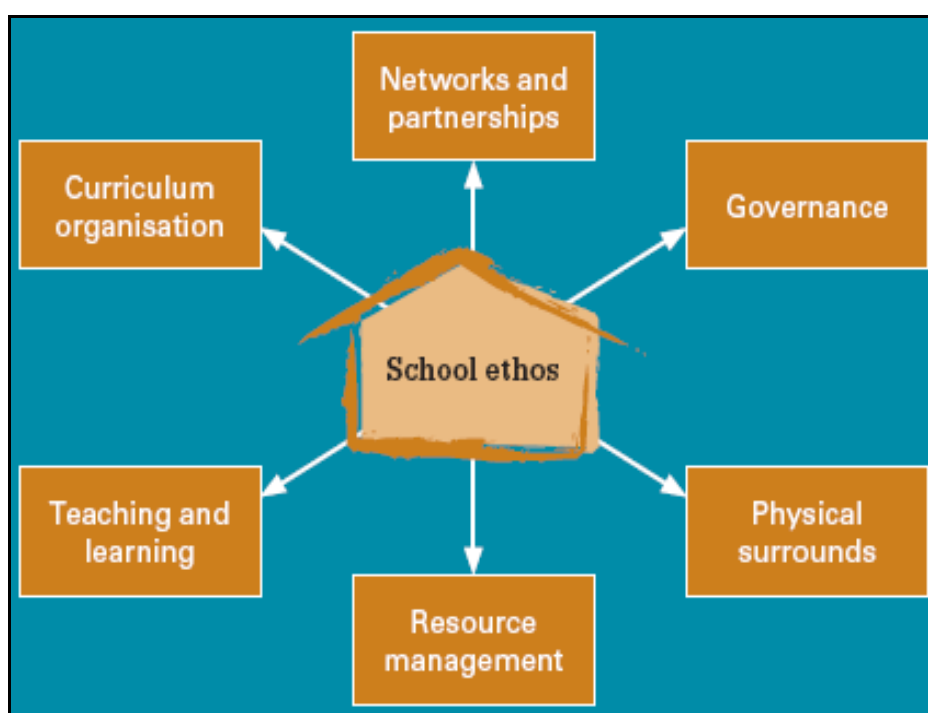 Networks and
partnerships
Curriculum
organisation
Governance
School ethos
Teaching and
learning
Physical
surrounds
Resource
management